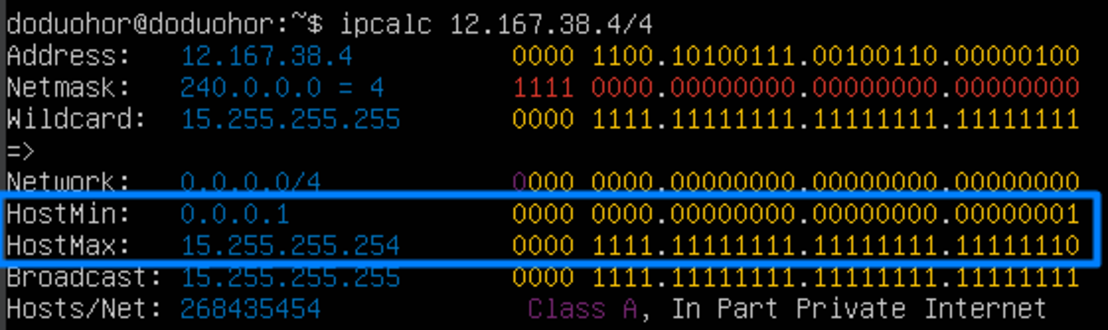 doduohor@doduohor:~$ ipcalc 12.167.38.4/4
Address: 12.167.38.4 0000 1100.10100111.00100110.00000100
Netmask: 240.0.0.0 = 4 1111 0000.00000000.00000000.00000000
Wildcard: 15.255.255.255 0000 1111.11111111.11111111.11111111
=>
Network: 0.0.0.0/4 0000 0000.00000000.00000000.00000000
HostMin: 0.0.0.1 0000 0000.00000000.00000000.00000001
HostMax: 15.255.255.254 0000 1111.11111111.11111111.11111110
Broadcast: 15.255.255.255 0000 1111.11111111.11111111.11111111
Hosts/Net: 268435454 Class A, In Part Private Internet